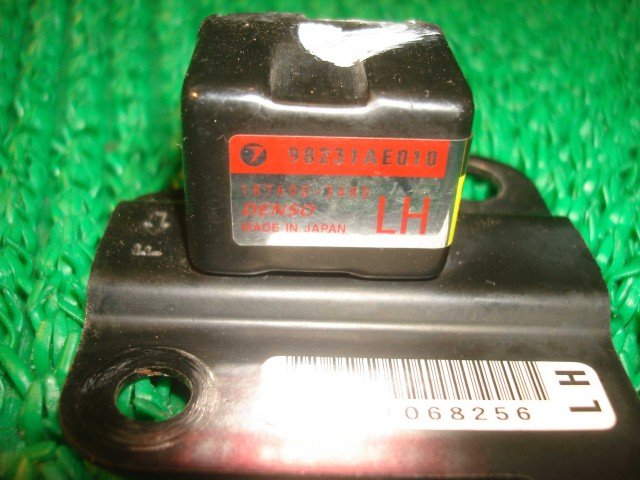 98231AE010
DENSO
LH
MADE IN JAPAN
068256
LH